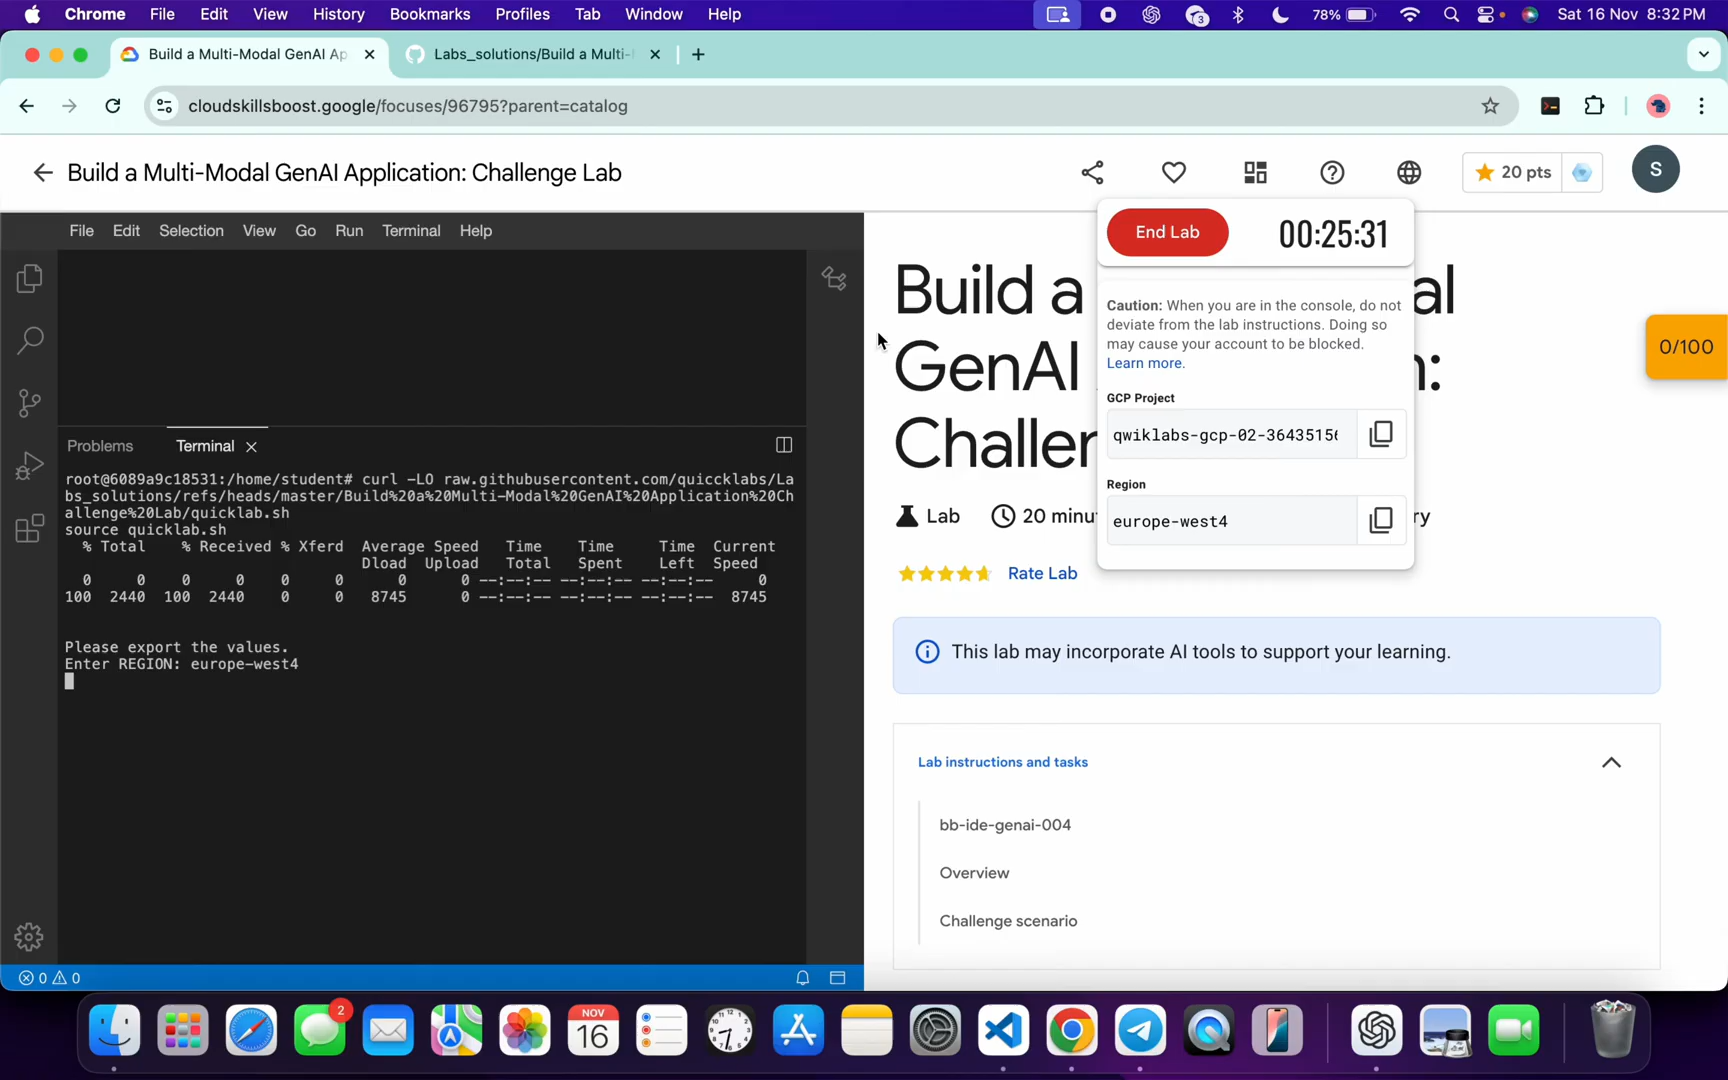 Chrome File Edit View History Bookmarks Profiles Tab Window Help 3 78% Sat 16 Nov 8:32 PM
Build a Multi-Modal GenAI Ap Labs_solutions/Build a Multi-
cloudskillsboost.google/focuses/96795?parent=catalog
Build a Multi-Modal GenAI Application: Challenge Lab 20 pts S
File Edit Selection View Go Run Terminal Help
Problems Terminal
root@6089a9c18531:/home/student# curl -LO raw.githubusercontent.com/quiccklabs/La
bs_solutions/refs/heads/master/Build%20a%20Multi-Modal%20GenAI%20Application%20Ch
allenge%20Lab/quicklab.sh
source quicklab.sh
% Total % Received % Xferd Average Speed Time Time Time Current
Dload Upload Total Spent Left Speed
0 0 0 0 0 0 0 0 --:--:-- --:--:-- --:--:-- 0
100 2440 100 2440 0 0 8745 0 --:--:-- --:--:-- --:--:-- 8745
Please export the values.
Enter REGION: europe-west4
0 0
End Lab 00:25:31
Caution: When you are in the console, do not
deviate from the lab instructions. Doing so
may cause your account to be blocked.
Learn more.
GCP Project
qwiklabs-gcp-02-3643515
Region
europe-west4
Build a al
GenAI :
Challen
0/100
Lab 20 minu ry
Rate Lab
This lab may incorporate AI tools to support your learning.
Lab instructions and tasks
bb-ide-genai-004
Overview
Challenge scenario
2
NOV
16